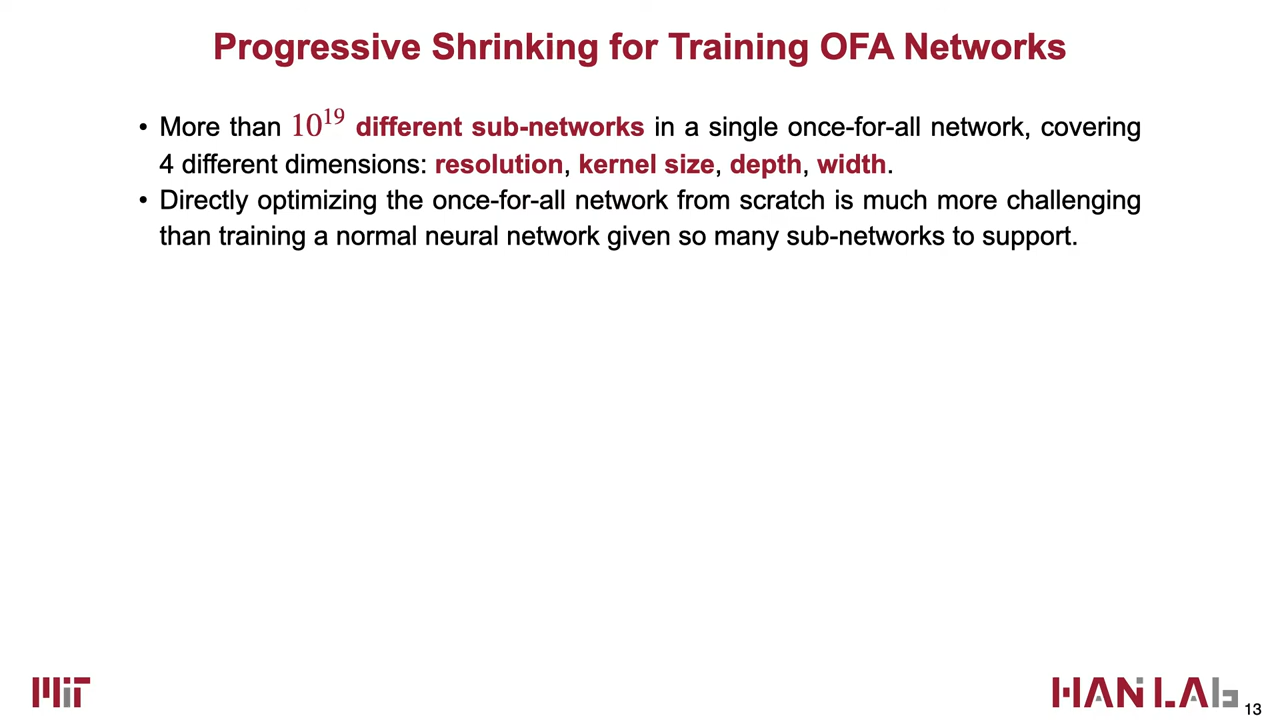 Progressive Shrinking for Training OFA Networks
• More than 10¹⁹ different sub-networks in a single once-for-all network, covering
4 different dimensions: resolution, kernel size, depth, width.
• Directly optimizing the once-for-all network from scratch is much more challenging
than training a normal neural network given so many sub-networks to support.
MIT
HAN LAB
13